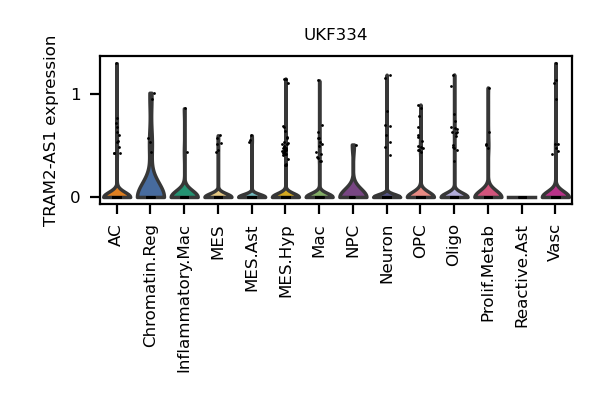 UKF334
TRAM2-AS1 expression
1
0
AC
Chromatin.Reg
Inflammatory.Mac
MES
MES.Ast
MES.Hyp
Mac
NPC
Neuron
OPC
Oligo
Prolif.Metab
Reactive.Ast
Vasc